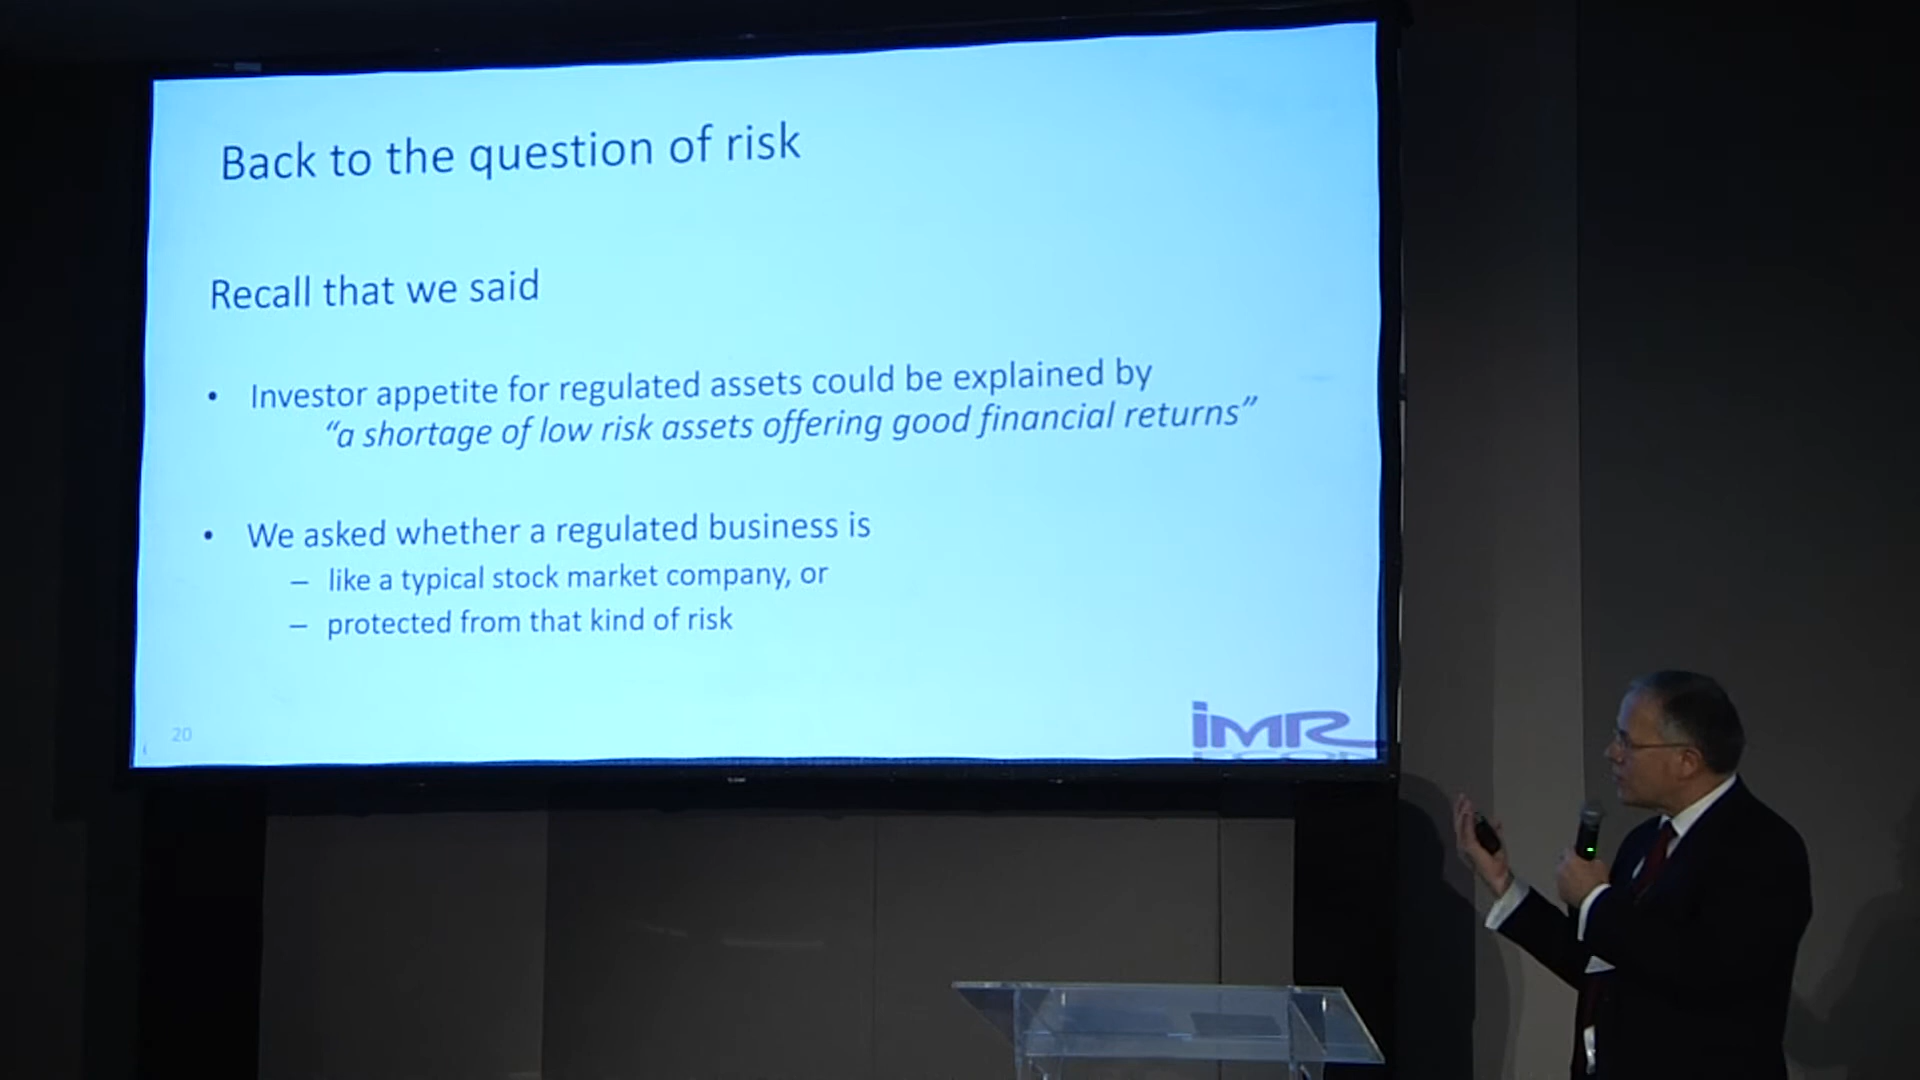 Back to the question of risk
Recall that we said
• Investor appetite for regulated assets could be explained by
“a shortage of low risk assets offering good financial returns”
• We asked whether a regulated business is
– like a typical stock market company, or
– protected from that kind of risk
20
iMR